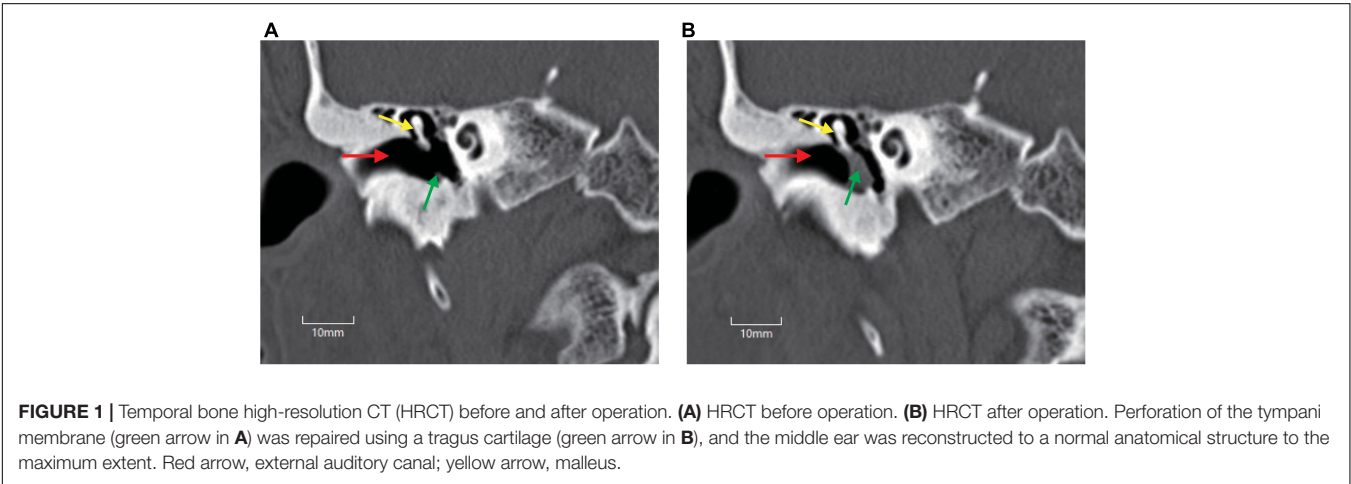 A
B
10mm
10mm
FIGURE 1 | Temporal bone high-resolution CT (HRCT) before and after operation. (A) HRCT before operation. (B) HRCT after operation. Perforation of the tympani
membrane (green arrow in A) was repaired using a tragus cartilage (green arrow in B), and the middle ear was reconstructed to a normal anatomical structure to the
maximum extent. Red arrow, external auditory canal; yellow arrow, malleus.